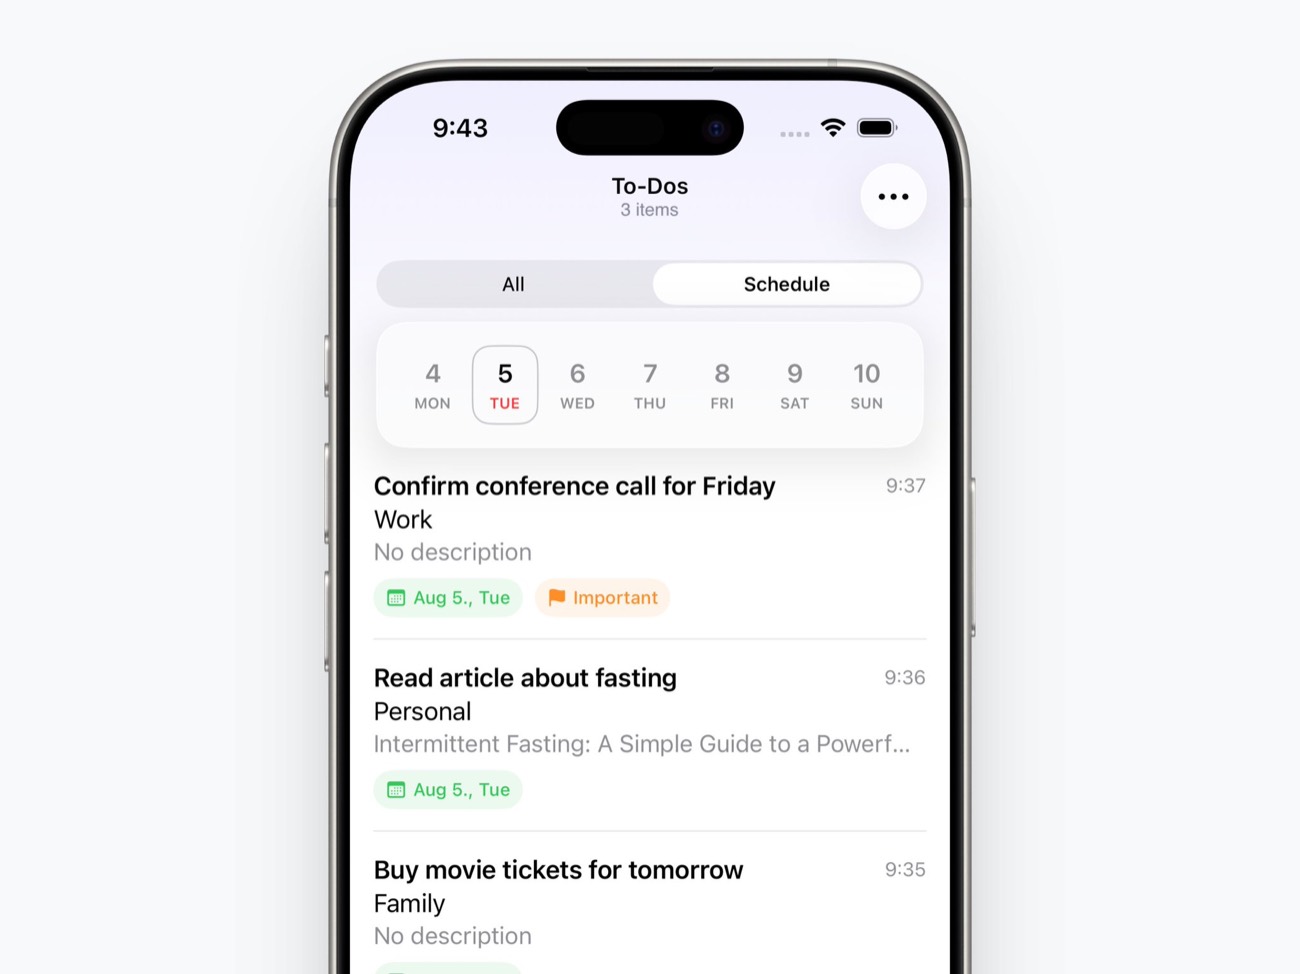 9:43
To-Dos
3 items
All Schedule
4 5 6 7 8 9 10
MON TUE WED THU FRI SAT SUN
Confirm conference call for Friday 9:37
Work
No description
Aug 5., Tue Important
Read article about fasting 9:36
Personal
Intermittent Fasting: A Simple Guide to a Powerf...
Aug 5., Tue
Buy movie tickets for tomorrow 9:35
Family
No description